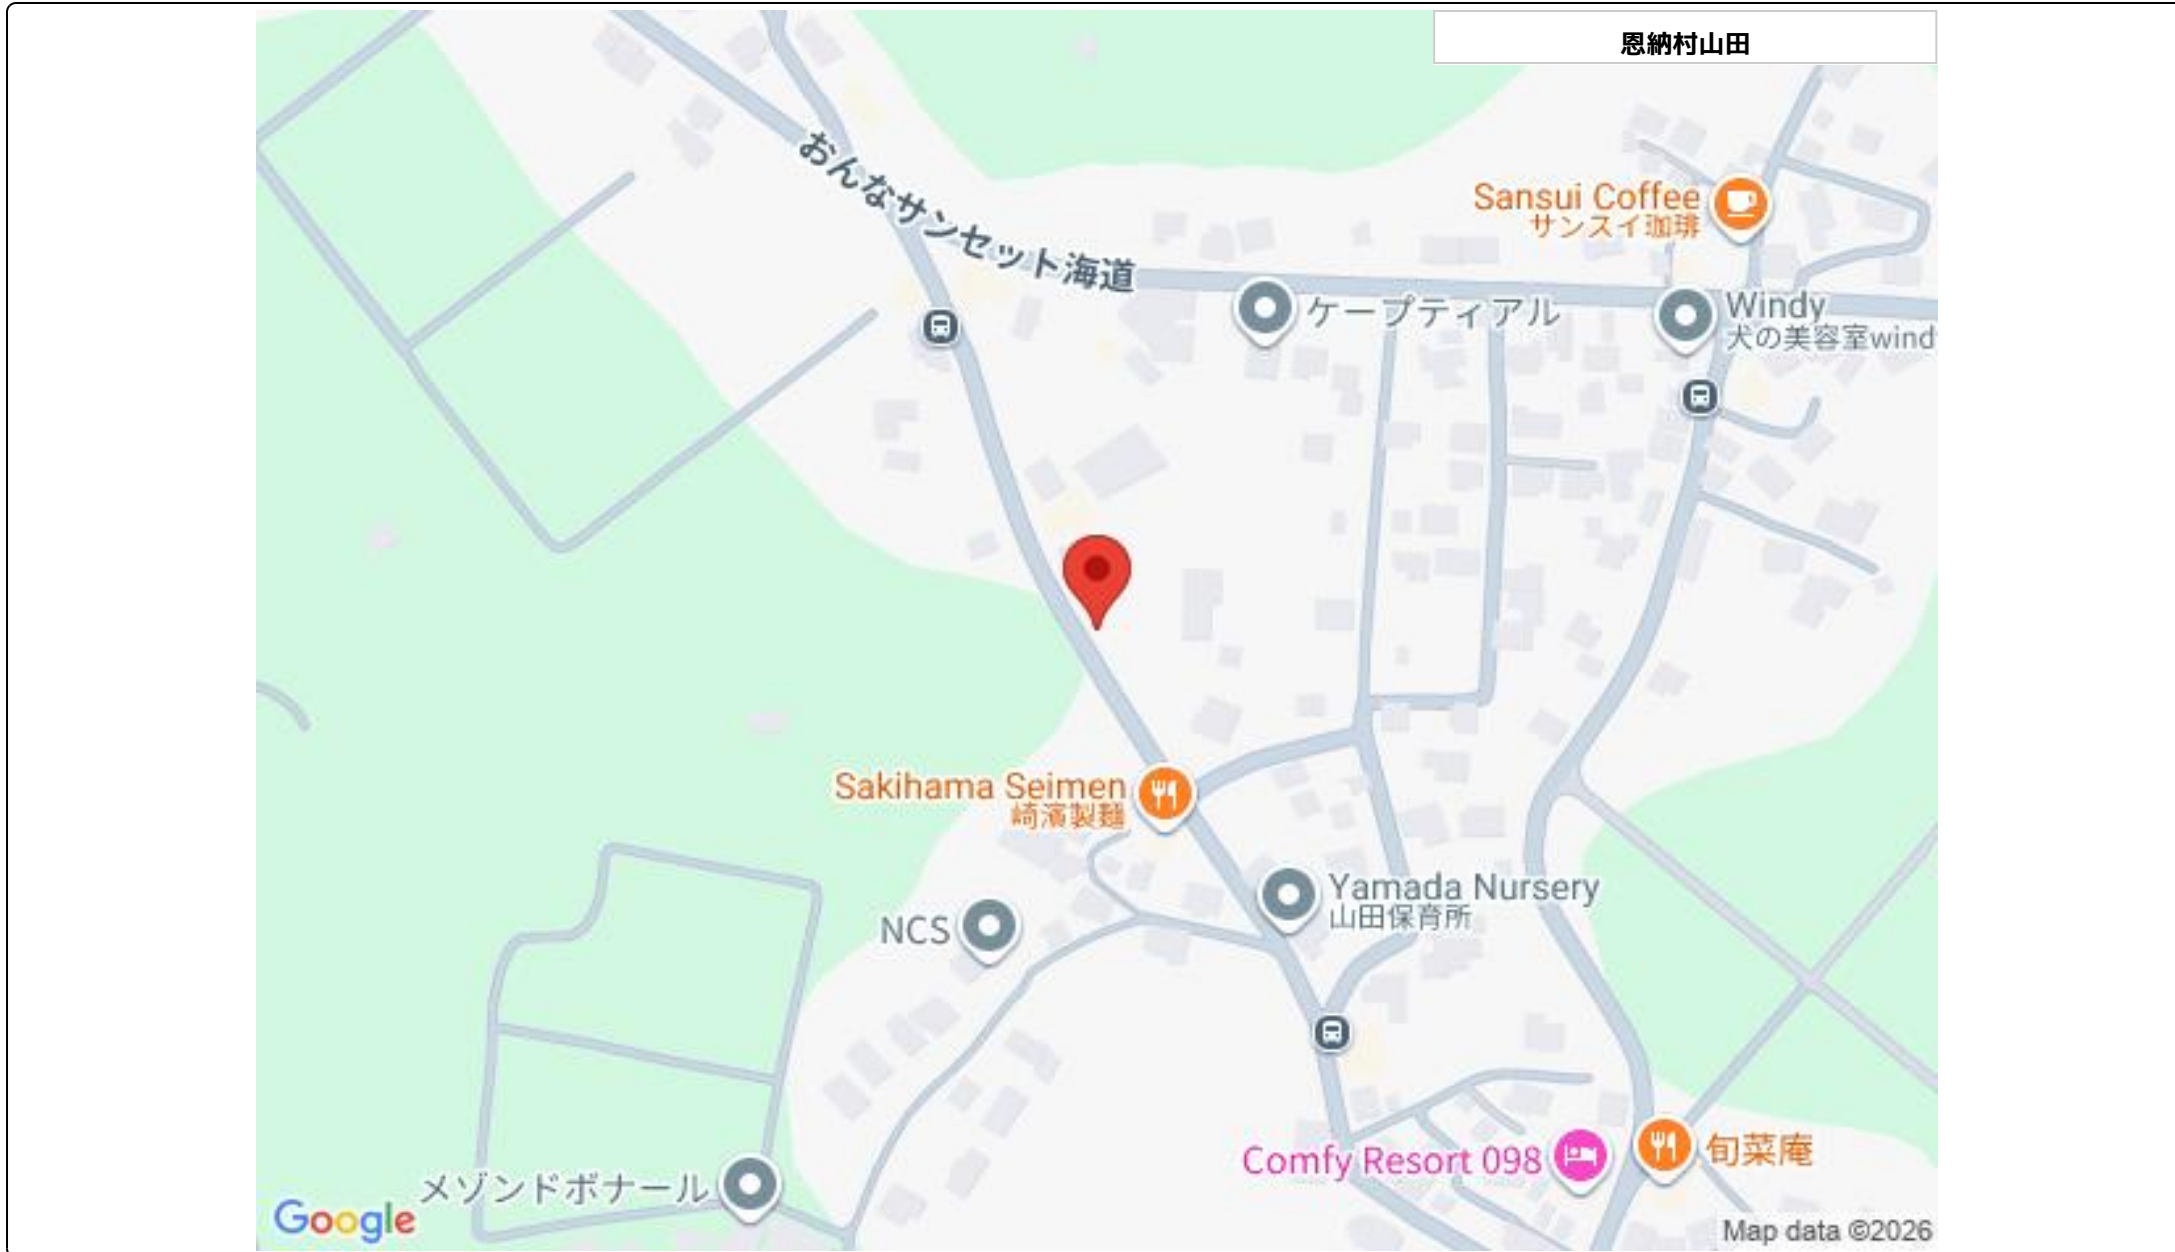 恩納村山田
おんなサンセット海道
Sansui Coffee
サンスイ珈琲
ケープティアル
Windy
犬の美容室wind
Sakihama Seimen
崎濱製麺
Yamada Nursery
山田保育所
NCS
Comfy Resort 098
旬菜庵
メゾンドボナール
Google
Map data ©2026